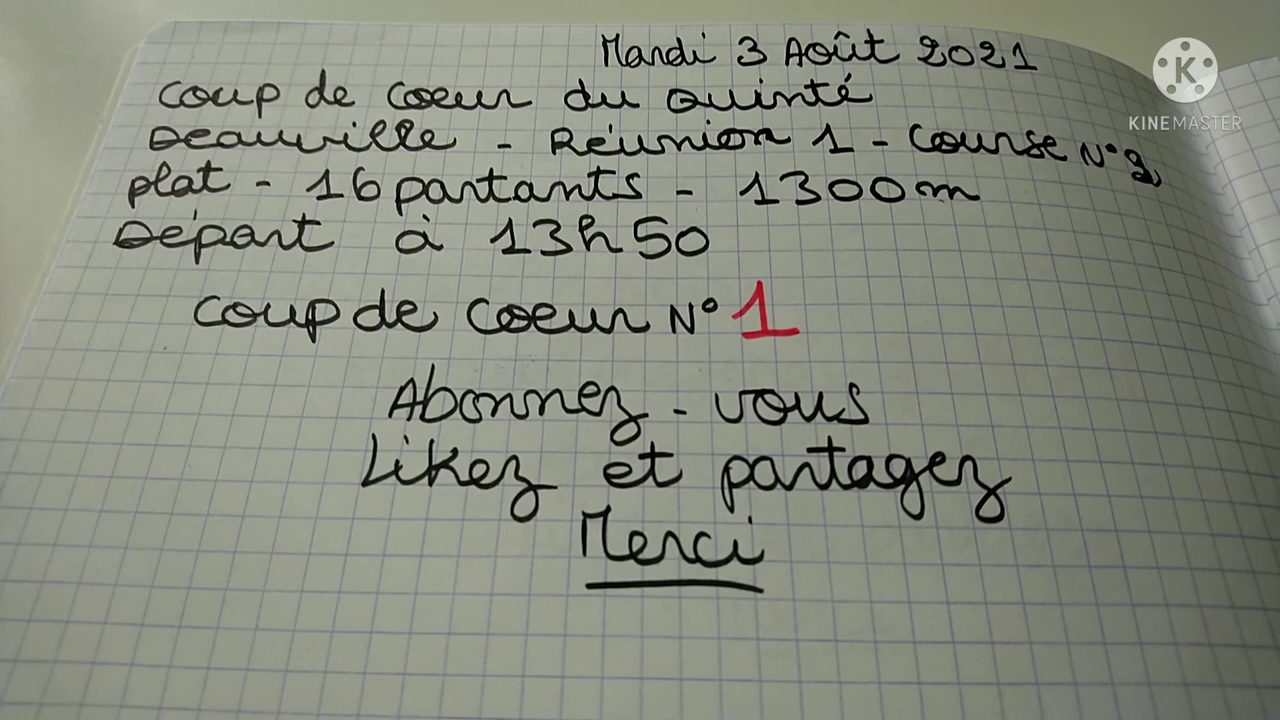 Mardi 3 Août 2021
coup de coeur du Quinté
Deauville - Réunion 1 - Course N°2
plat - 16 partants - 1300m
Départ à 13h50
coup de coeur N° 1
Abonnez-vous
Likez et partagez
Merci
K
KINEMASTER